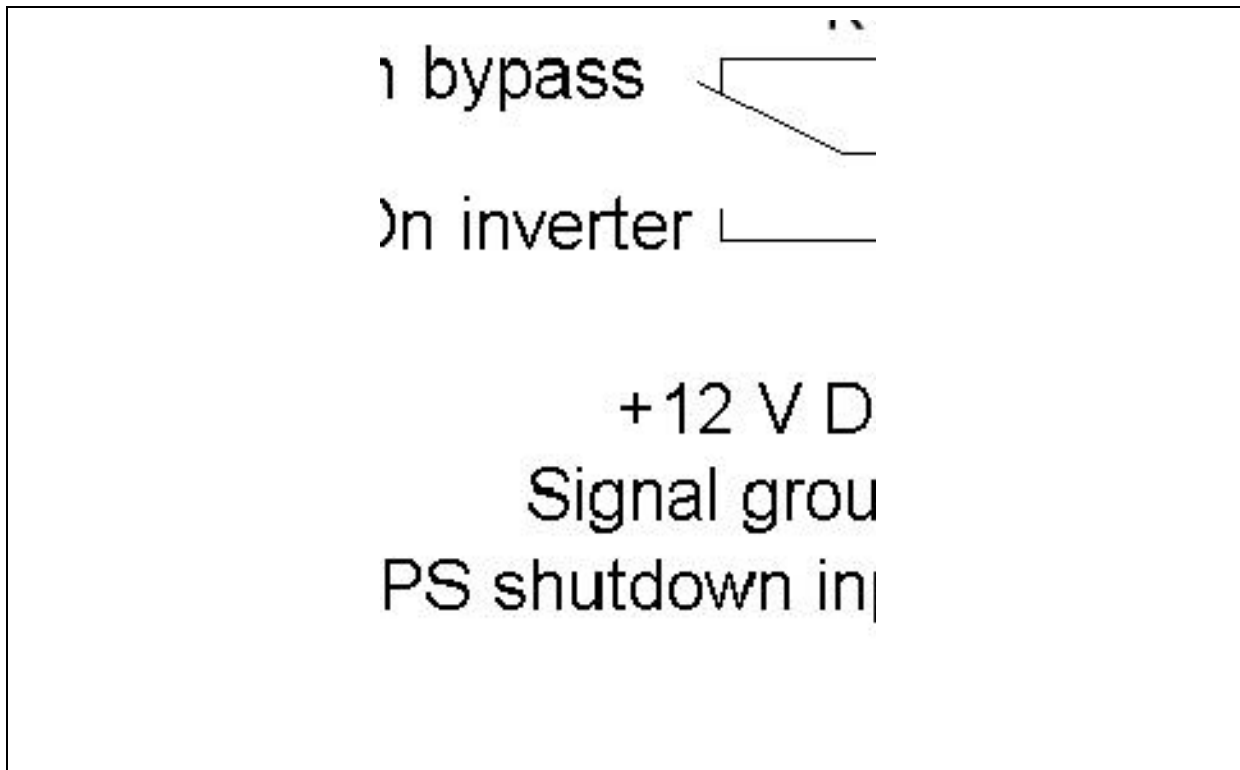 bypass
On inverter
+12 V D
Signal grou
PS shutdown in